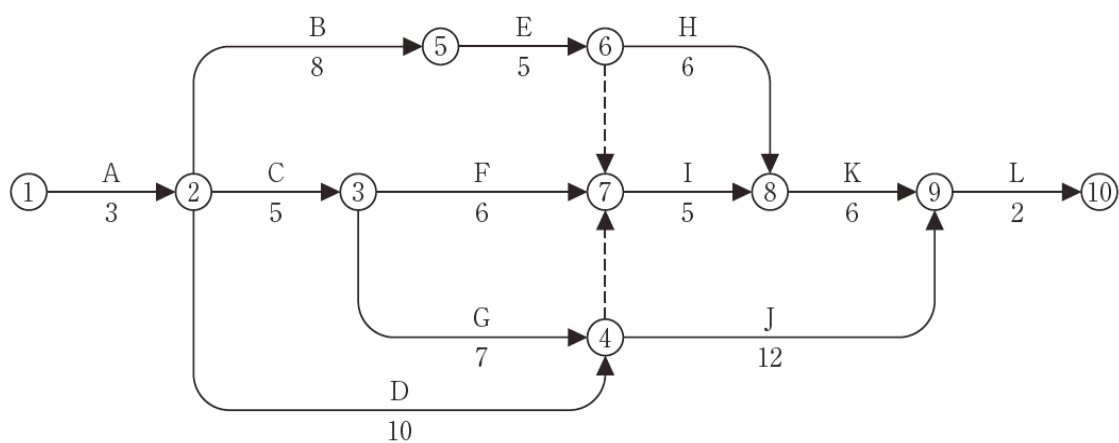 B E H
⑤ ⑥
8 5 6
A C F I K L
① ② ③ ⑦ ⑧ ⑨ ⑩
3 5 6 5 6 2
G J
④
7 12
D
10